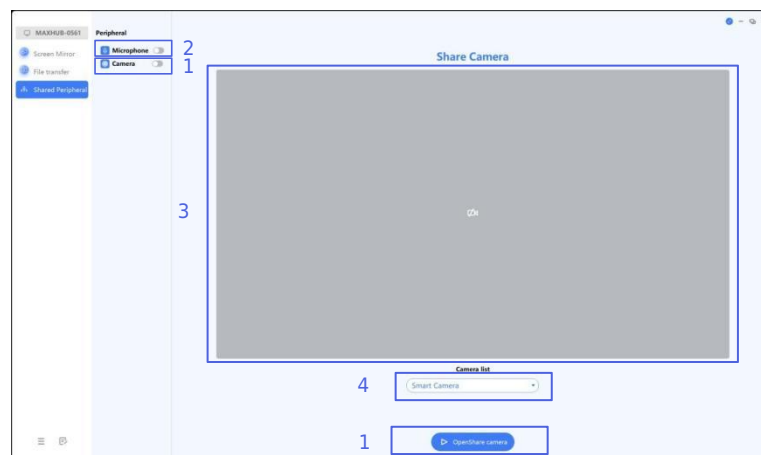 MAXHUB-0561
Screen Mirror
File transfer
Shared Peripheral
Peripheral
Microphone
2
Camera
1
Share Camera
3
Camera list
4
Smart Camera
1
OpenShare camera